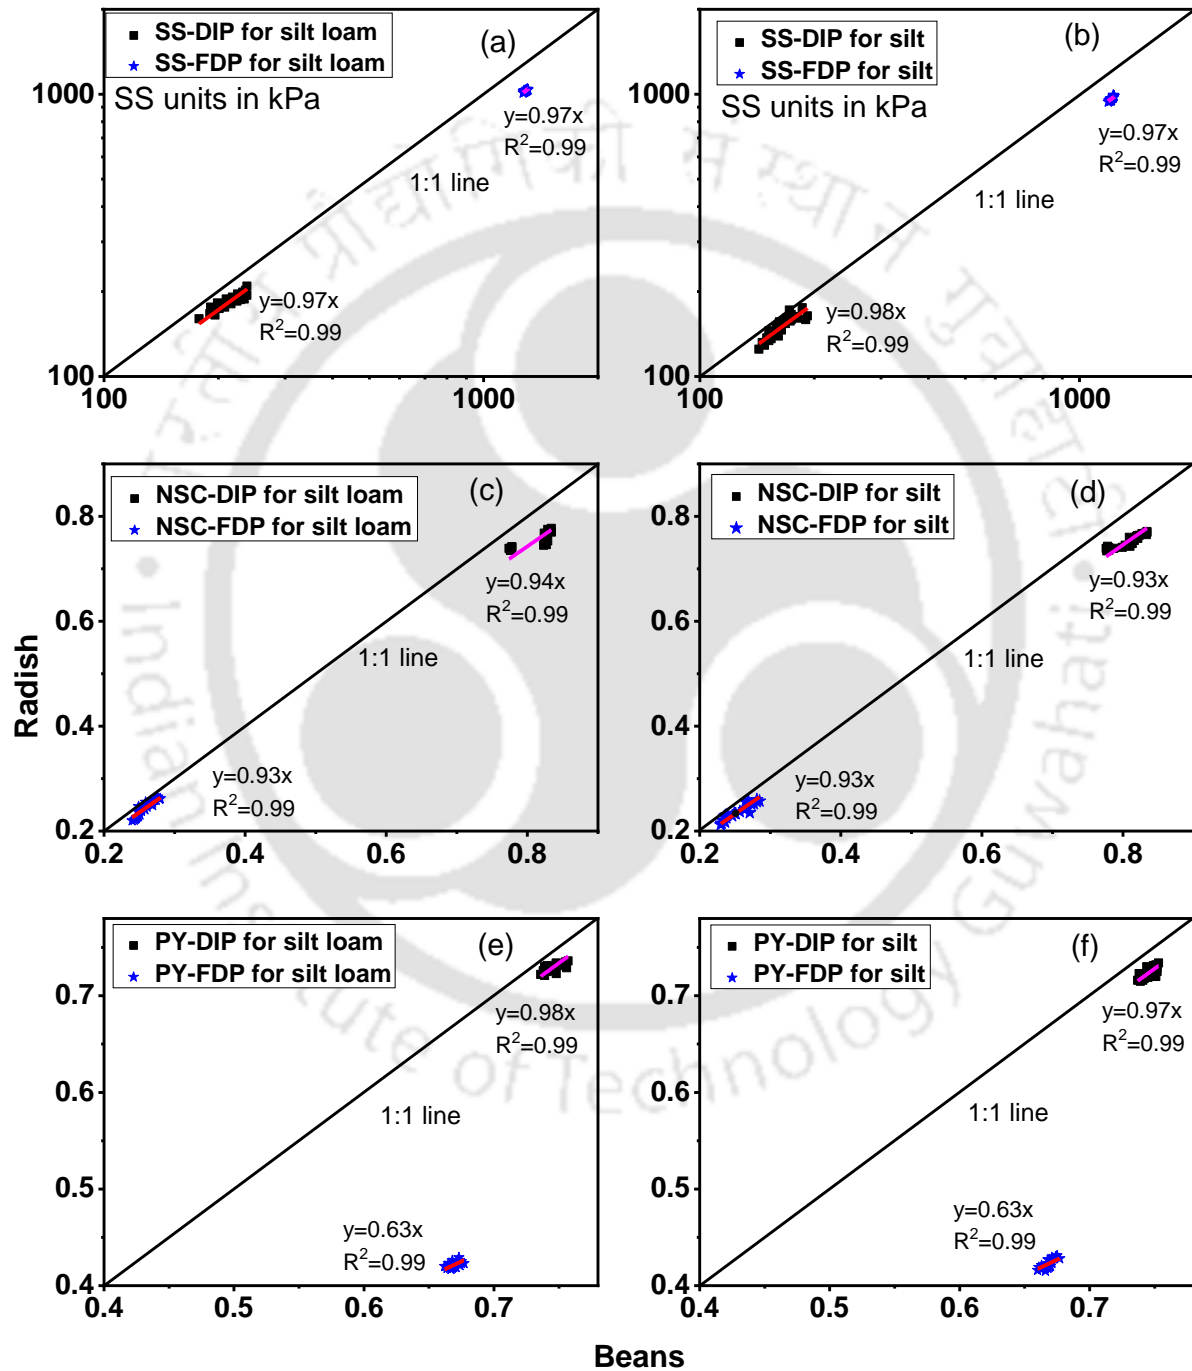 SS-DIP for silt loam
SS-FDP for silt loam
(a)
SS units in kPa
1000
100
100
1000
y=0.97x
R²=0.99
1:1 line
y=0.97x
R²=0.99
SS-DIP for silt
SS-FDP for silt
(b)
SS units in kPa
1000
100
100
1000
y=0.97x
R²=0.99
1:1 line
y=0.98x
R²=0.99
NSC-DIP for silt loam
NSC-FDP for silt loam
(c)
0.8
0.6
0.4
0.2
0.2
0.4
0.6
0.8
y=0.94x
R²=0.99
1:1 line
y=0.93x
R²=0.99
NSC-DIP for silt
NSC-FDP for silt
(d)
0.8
0.6
0.4
0.2
0.2
0.4
0.6
0.8
y=0.93x
R²=0.99
1:1 line
y=0.93x
R²=0.99
Radish
PY-DIP for silt loam
PY-FDP for silt loam
(e)
0.7
0.6
0.5
0.4
0.4
0.5
0.6
0.7
y=0.98x
R²=0.99
1:1 line
y=0.63x
R²=0.99
PY-DIP for silt
PY-FDP for silt
(f)
0.7
0.6
0.5
0.4
0.4
0.5
0.6
0.7
y=0.97x
R²=0.99
1:1 line
y=0.63x
R²=0.99
Beans
Indian Institute of Technology Guwahati